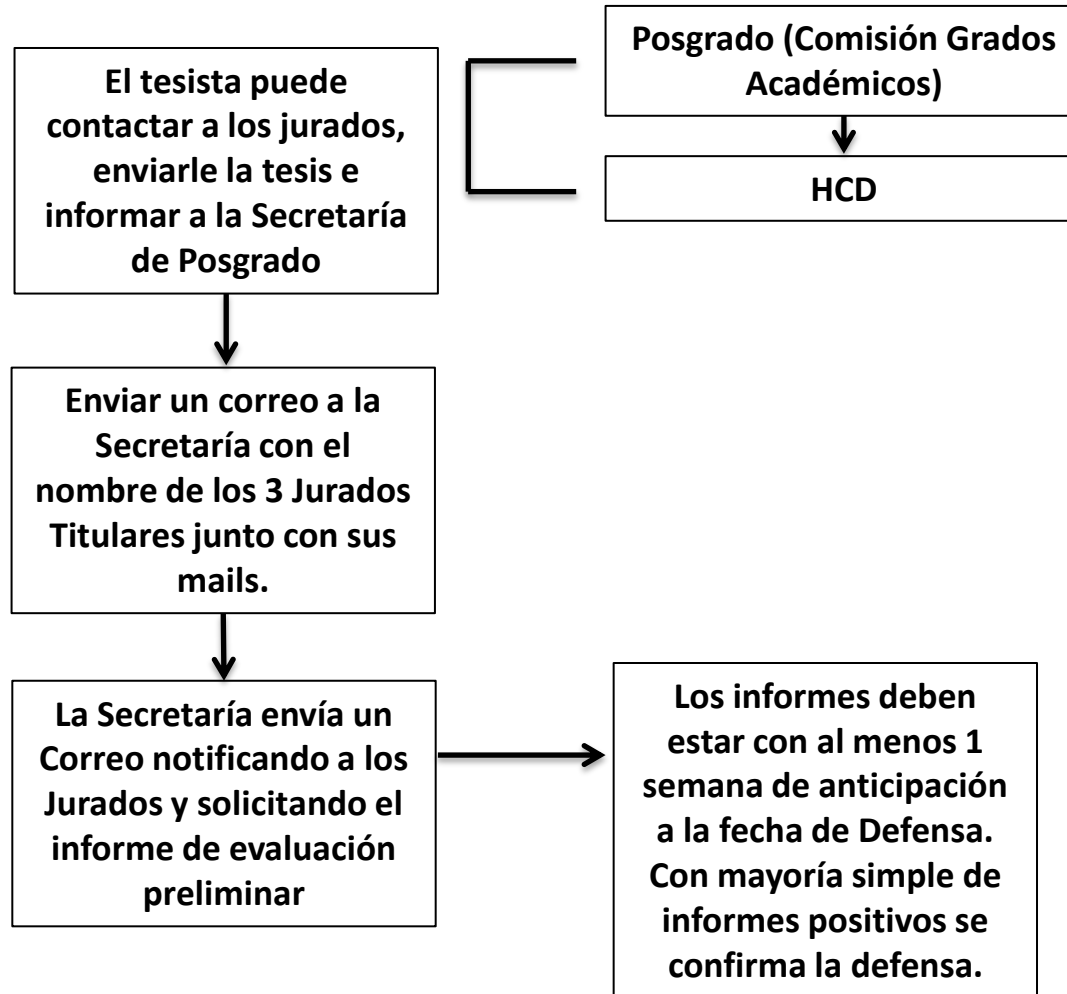 El tesista puede
contactar a los jurados,
enviarle la tesis e
informar a la Secretaría
de Posgrado
Posgrado (Comisión Grados
Académicos)
HCD
Enviar un correo a la
Secretaría con el
nombre de los 3 Jurados
Titulares junto con sus
mails.
La Secretaría envía un
Correo notificando a los
Jurados y solicitando el
informe de evaluación
preliminar
Los informes deben
estar con al menos 1
semana de anticipación
a la fecha de Defensa.
Con mayoría simple de
informes positivos se
confirma la defensa.